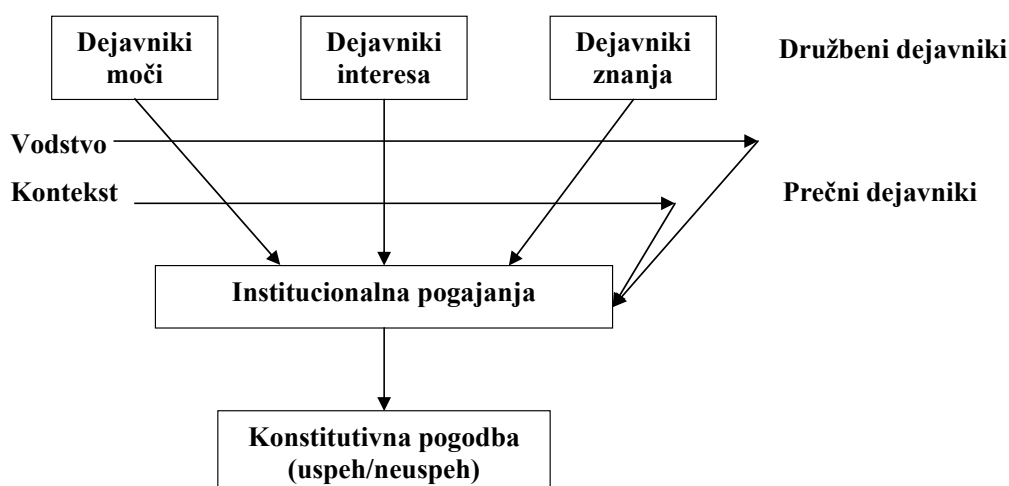 Dejavniki
moči
Dejavniki
interesa
Dejavniki
znanja
Družbeni dejavniki
Vodstvo
Kontekst
Prečni dejavniki
Institucionalna pogajanja
Konstitutivna pogodba
(uspeh/neuspeh)